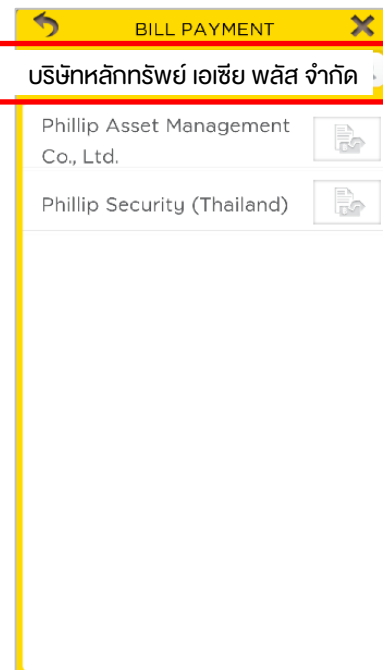 BILL PAYMENT
บริษัทหลักทรัพย์ เอเซีย พลัส จำกัด
Phillip Asset Management
Co., Ltd.
Phillip Security (Thailand)